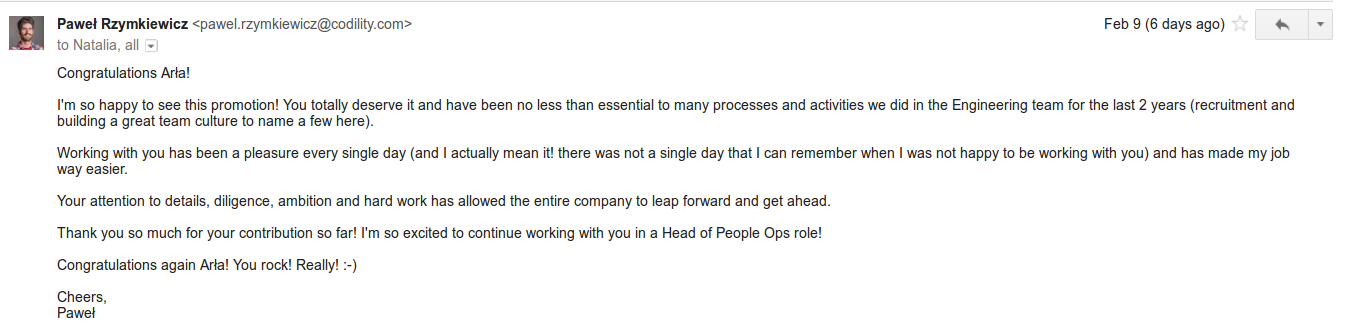 Paweł Rzymkiewicz <pawel.rzymkiewicz@codility.com>
Feb 9 (6 days ago)
to Natalia, all
Congratulations Arła!
I'm so happy to see this promotion! You totally deserve it and have been no less than essential to many processes and activities we did in the Engineering team for the last 2 years (recruitment and
building a great team culture to name a few here).
Working with you has been a pleasure every single day (and I actually mean it! there was not a single day that I can remember when I was not happy to be working with you) and has made my job
way easier.
Your attention to details, diligence, ambition and hard work has allowed the entire company to leap forward and get ahead.
Thank you so much for your contribution so far! I'm so excited to continue working with you in a Head of People Ops role!
Congratulations again Arła! You rock! Really! :-)
Cheers,
Paweł